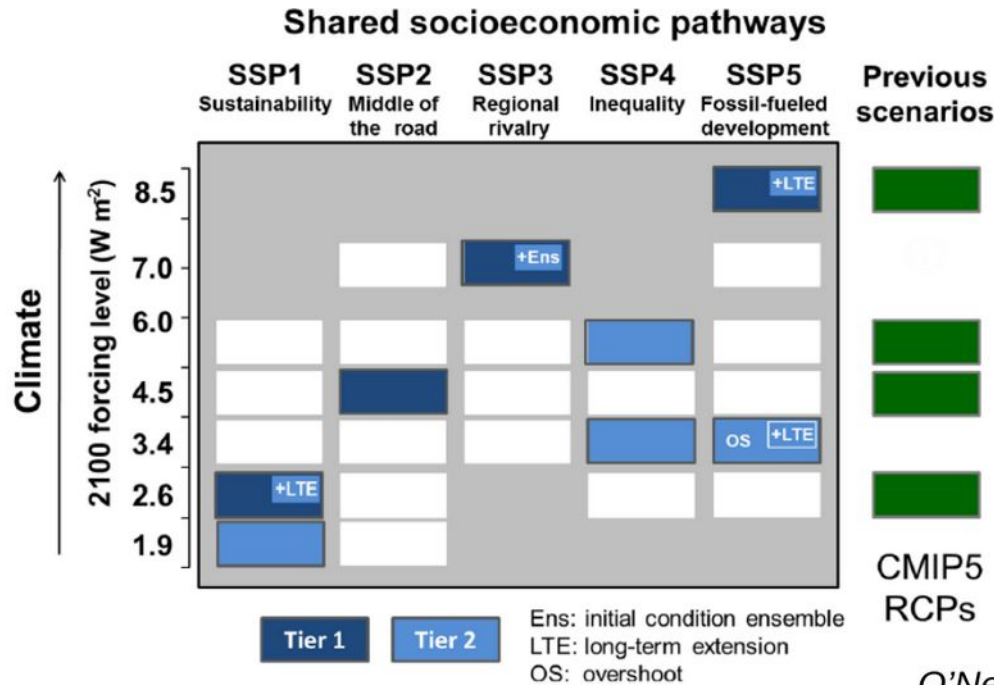 Shared socioeconomic pathways
SSP1 SSP2 SSP3 SSP4 SSP5
Sustainability Middle of the road Regional rivalry Inequality Fossil-fueled development
Previous
scenarios
Climate
2100 forcing level (W m⁻²)
8.5 +LTE
7.0 +Ens
6.0
4.5
3.4 OS +LTE
2.6 +LTE
1.9
CMIP5
RCPs
Tier 1 Tier 2
Ens: initial condition ensemble
LTE: long-term extension
OS: overshoot